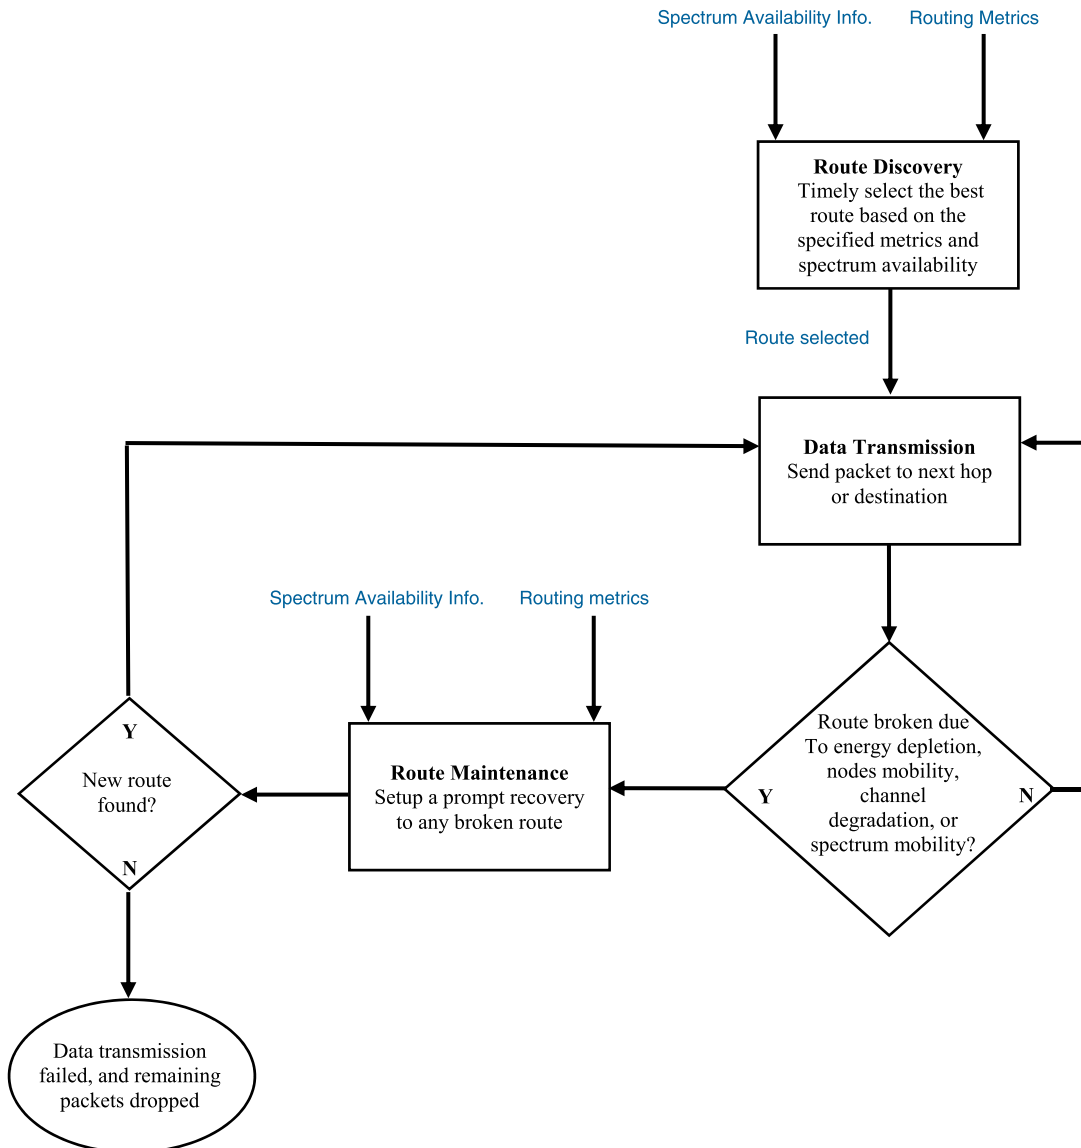 Spectrum Availability Info.
Routing Metrics
Route Discovery
Timely select the best
route based on the
specified metrics and
spectrum availability
Route selected
Data Transmission
Send packet to next hop
or destination
Spectrum Availability Info.
Routing metrics
Route broken due
To energy depletion,
nodes mobility,
channel
degradation, or
spectrum mobility?
Y
N
Route Maintenance
Setup a prompt recovery
to any broken route
Y
New route
found?
N
Data transmission
failed, and remaining
packets dropped